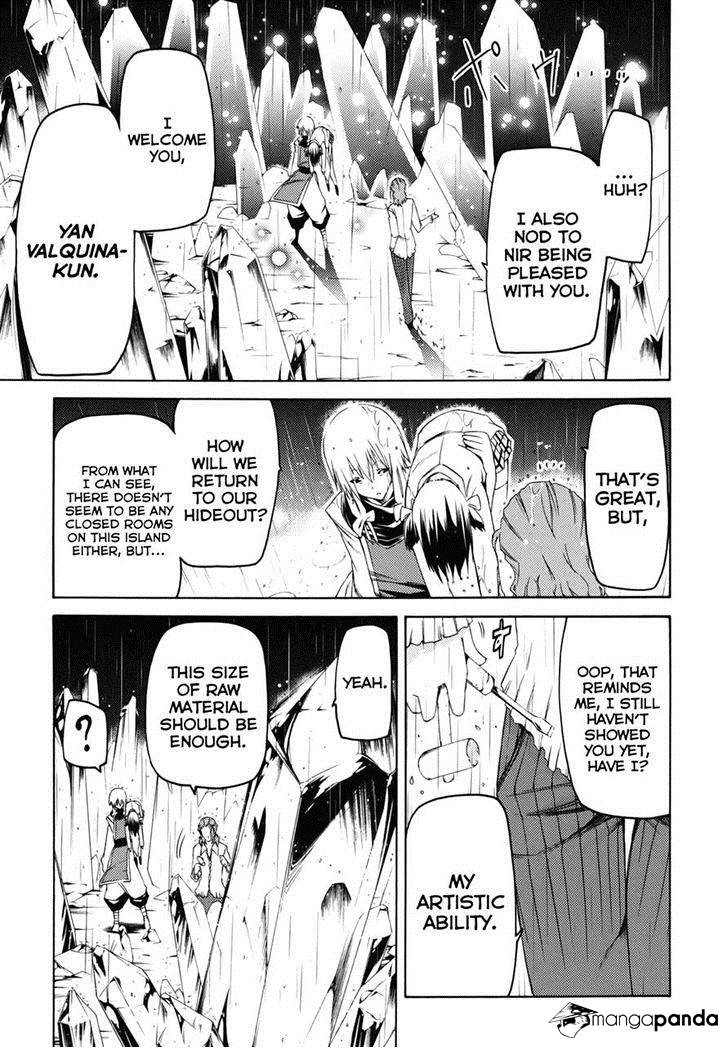 ...
HUH?
I ALSO
NOD TO
NIR BEING
PLEASED
WITH YOU.
I
WELCOME
YOU,
YAN
VALQUINA-
KUN.
THAT'S
GREAT,
BUT,
HOW
WILL WE
RETURN
TO OUR
HIDEOUT?
FROM WHAT
I CAN SEE,
THERE DOESN'T
SEEM TO BE ANY
CLOSED ROOMS
ON THIS ISLAND
EITHER, BUT...
OOP, THAT
REMINDS
ME, I STILL
HAVEN'T
SHOWED
YOU YET,
HAVE I?
MY
ARTISTIC
ABILITY.
YEAH.
THIS SIZE
OF RAW
MATERIAL
SHOULD BE
ENOUGH.
?
mangapanda